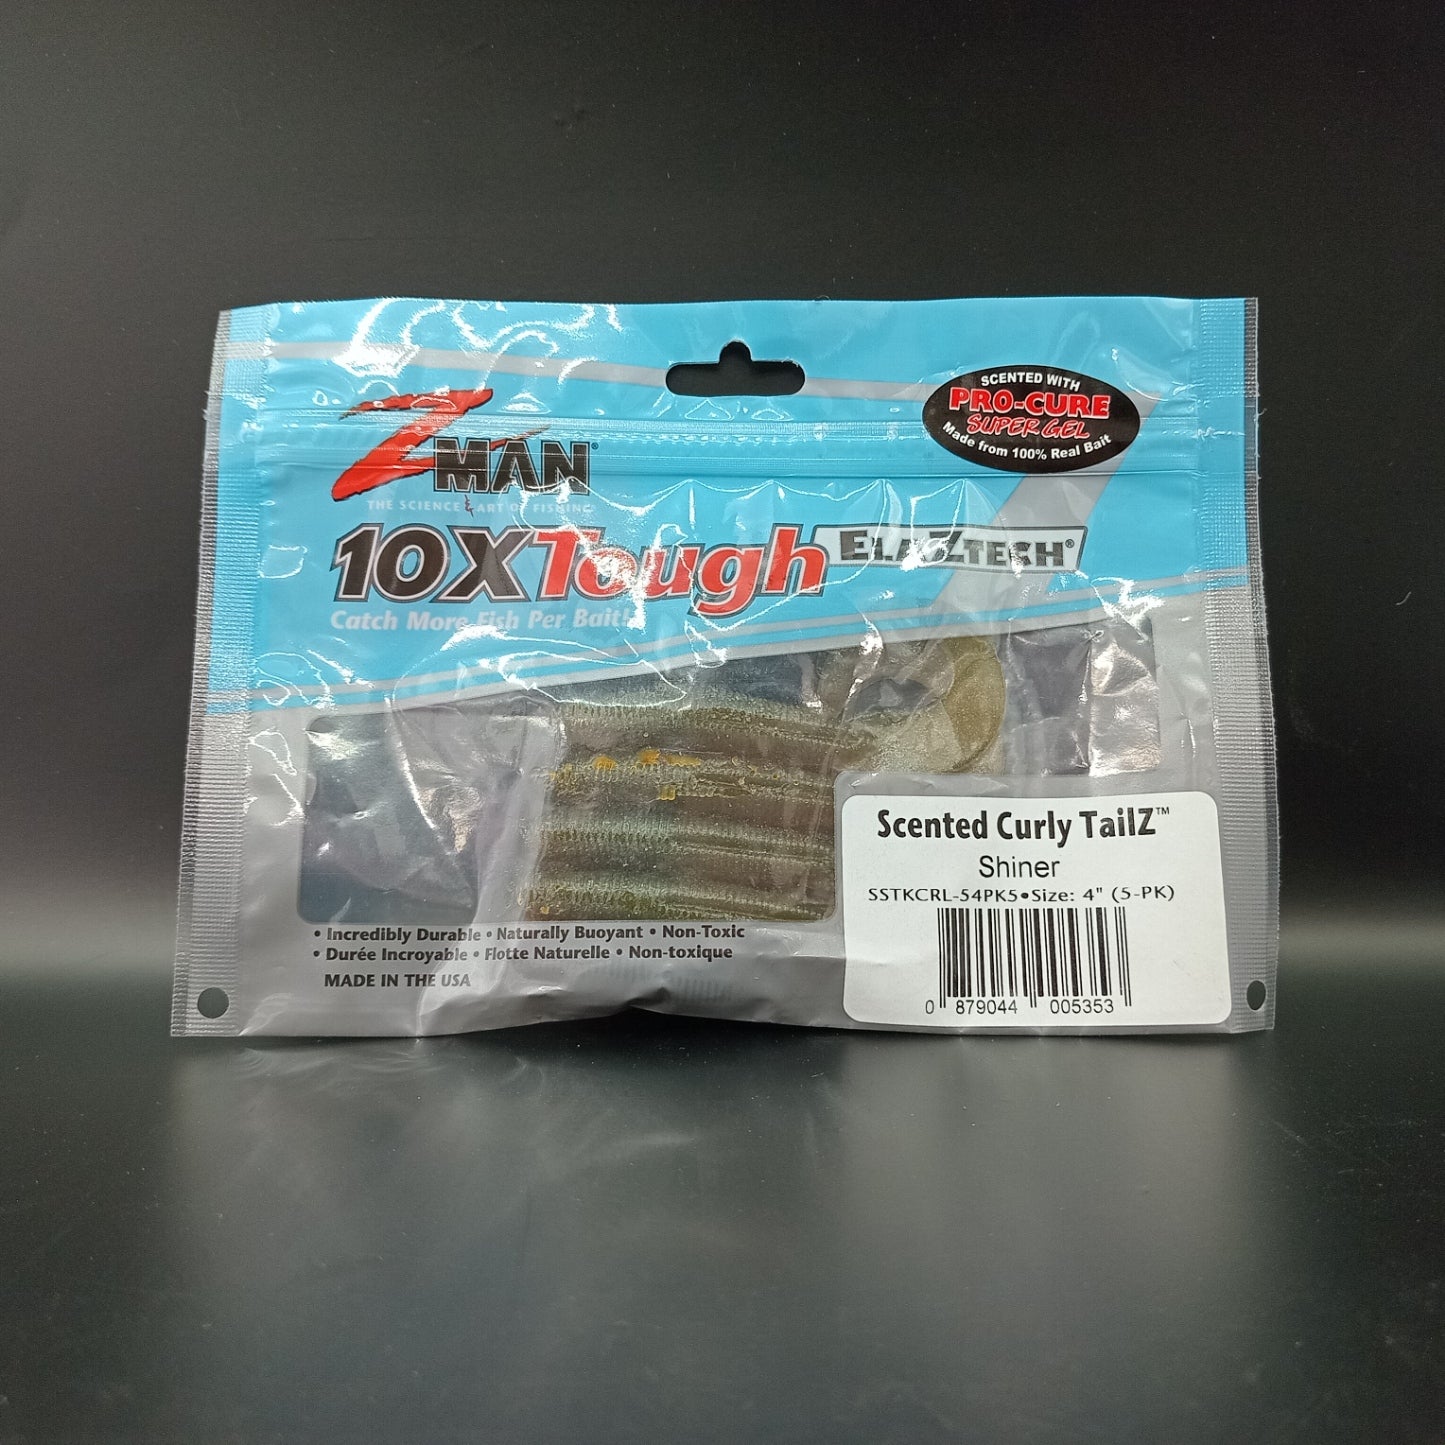 SCENTED WITH
PRO-CURE
SUPER GEL
Made from 100% Real Bait
ZMAN®
THE SCIENCE & ART OF FISHING
10X Tough ELAZTECH®
Catch More Fish Per Bait!
Scented Curly TailZ™
Shiner
SSTKCRL-54PK5•Size: 4" (5-PK)
0 879044 005353
• Incredibly Durable • Naturally Buoyant • Non-Toxic
• Durée Incroyable • Flotte Naturelle • Non-toxique
MADE IN THE USA